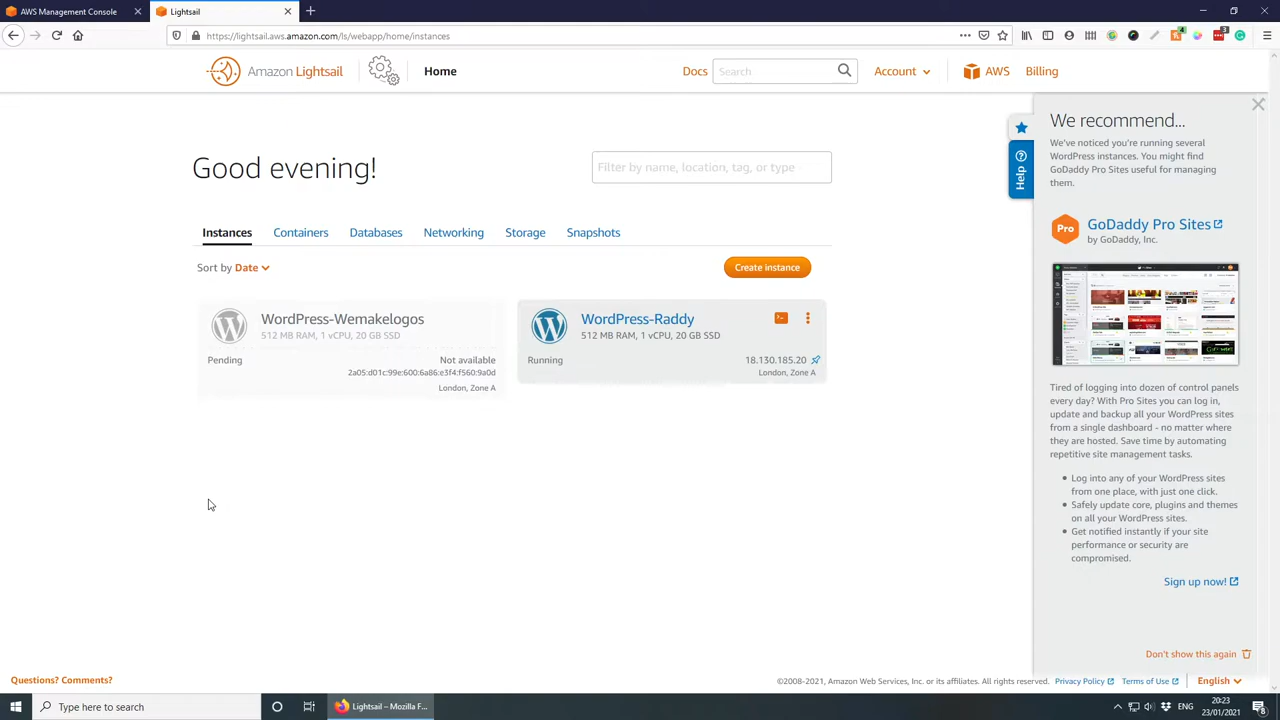 AWS Management Console
Lightsail
https://lightsail.aws.amazon.com/ls/webapp/home/instances
4
3
Amazon Lightsail
Home
Docs
Search
Account
AWS
Billing
Good evening!
Filter by name, location, tag, or type
Instances
Containers
Databases
Networking
Storage
Snapshots
Sort by Date
Create instance
WordPress-Wemakelogos
512 MB RAM, 1 vCPU, 20 GB SSD
Pending
Not available
2a05:d01c:99e:600:6a86:e3f4:f560:9a0d
London, Zone A
WordPress-Raddy
512 MB RAM, 1 vCPU, 20 GB SSD
Running
18.130.185.20
London, Zone A
Help
We recommend...
We've noticed you're running several
WordPress instances. You might find
GoDaddy Pro Sites useful for managing
them.
Pro
GoDaddy Pro Sites
by GoDaddy, Inc.
Tired of logging into dozen of control panels
every day? With Pro Sites you can log in,
update and backup all your WordPress sites
from a single dashboard - no matter where
they are hosted. Save time by automating
repetitive site management tasks.
Log into any of your WordPress sites
from one place, with just one click.
Safely update core, plugins and themes
on all your WordPress sites.
Get notified instantly if your site
performance or security are
compromised.
Sign up now!
Don't show this again
Questions? Comments?
©2008-2021, Amazon Web Services, Inc. or its affiliates. All rights reserved.
Privacy Policy
Terms of Use
English
Type here to search
Lightsail – Mozilla F...
ENG
20:23
23/01/2021
8